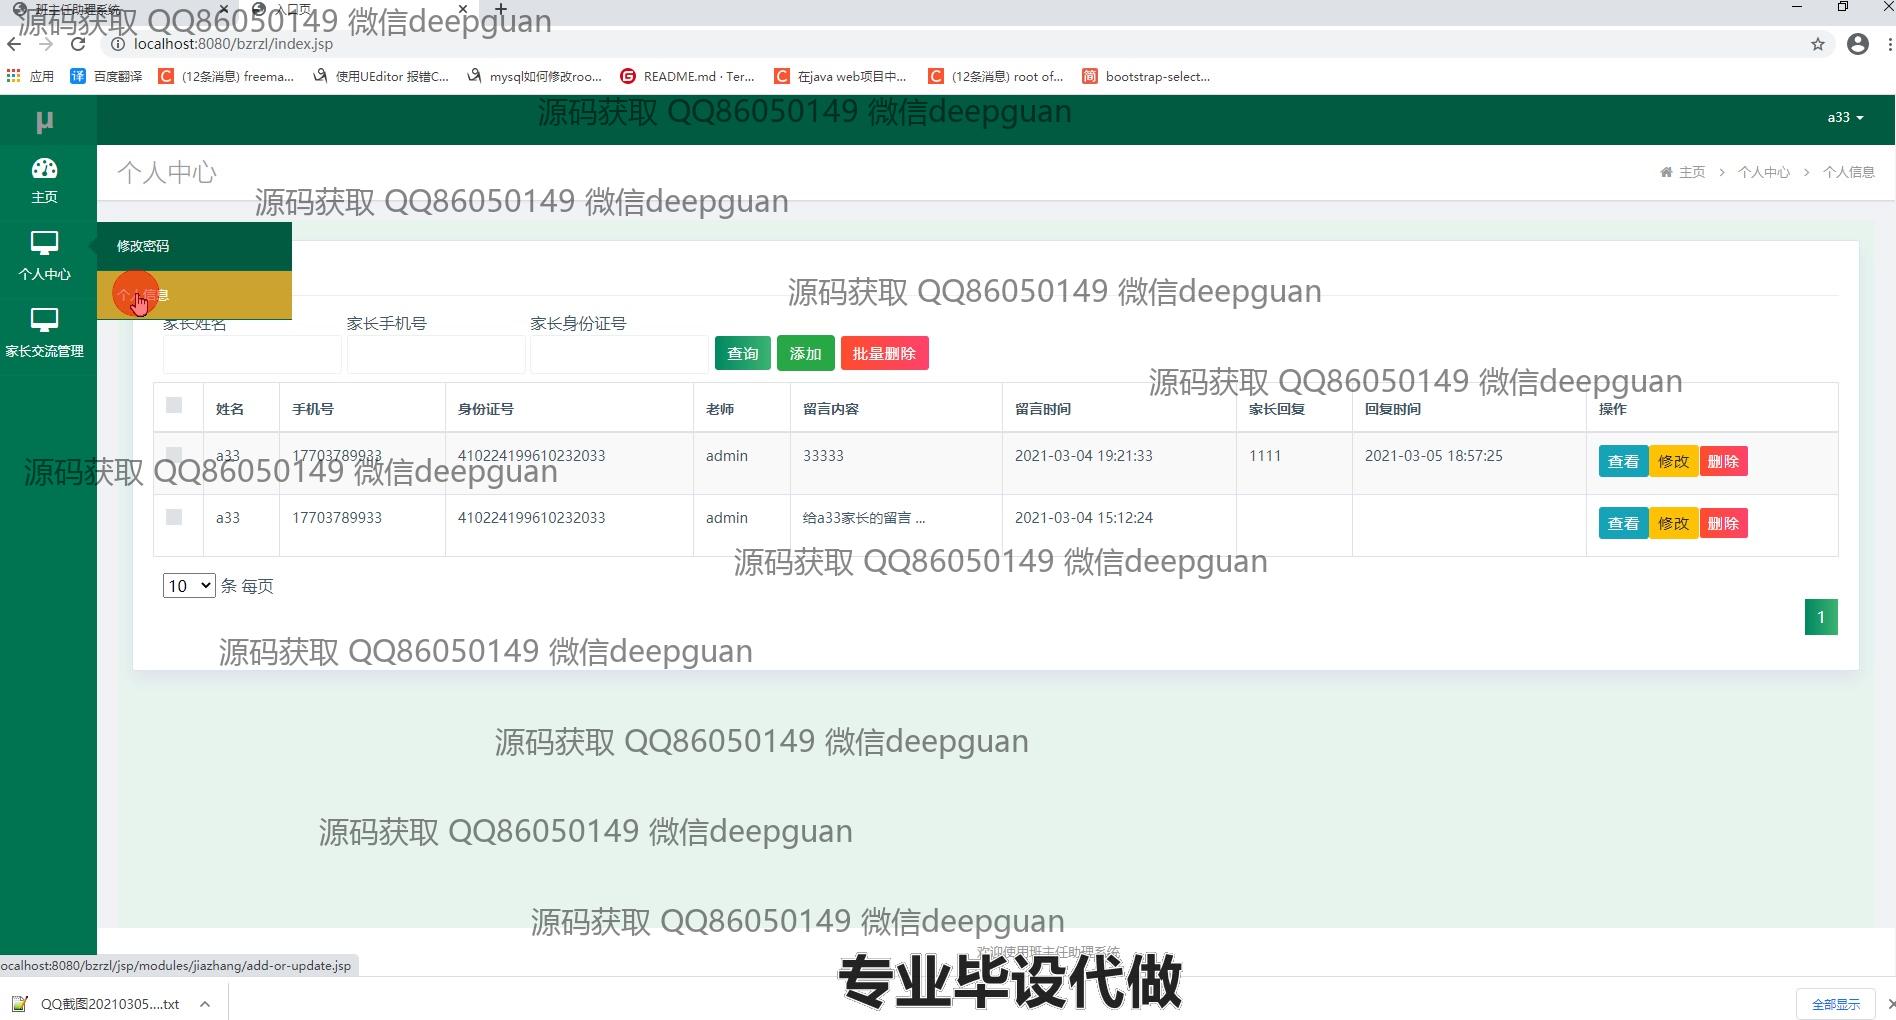 班主任助理系统
入口页
源码获取 QQ86050149 微信deepguan
localhost:8080/bzrzl/index.jsp
应用
百度翻译
(12条消息) freema...
使用UEditor 报错C...
mysql如何修改roo...
README.md · Ter...
在java web项目中...
(12条消息) root of...
bootstrap-select...
源码获取 QQ86050149 微信deepguan
μ
a33
主页
个人中心
家长交流管理
个人中心
主页 > 个人中心 > 个人信息
源码获取 QQ86050149 微信deepguan
修改密码
个人信息
源码获取 QQ86050149 微信deepguan
家长姓名 家长手机号 家长身份证号
查询 添加 批量删除
源码获取 QQ86050149 微信deepguan
姓名 手机号 身份证号 老师 留言内容 留言时间 家长回复 回复时间 操作
a33 17703789933 410224199610232033 admin 33333 2021-03-04 19:21:33 1111 2021-03-05 18:57:25 查看 修改 删除
源码获取 QQ86050149 微信deepguan
a33 17703789933 410224199610232033 admin 给a33家长的留言 ... 2021-03-04 15:12:24 查看 修改 删除
源码获取 QQ86050149 微信deepguan
10 条 每页
1
源码获取 QQ86050149 微信deepguan
源码获取 QQ86050149 微信deepguan
源码获取 QQ86050149 微信deepguan
源码获取 QQ86050149 微信deepguan
欢迎使用班主任助理系统
专业毕设代做
ocalhost:8080/bzrzl/jsp/modules/jiazhang/add-or-update.jsp
QQ截图20210305....txt
全部显示